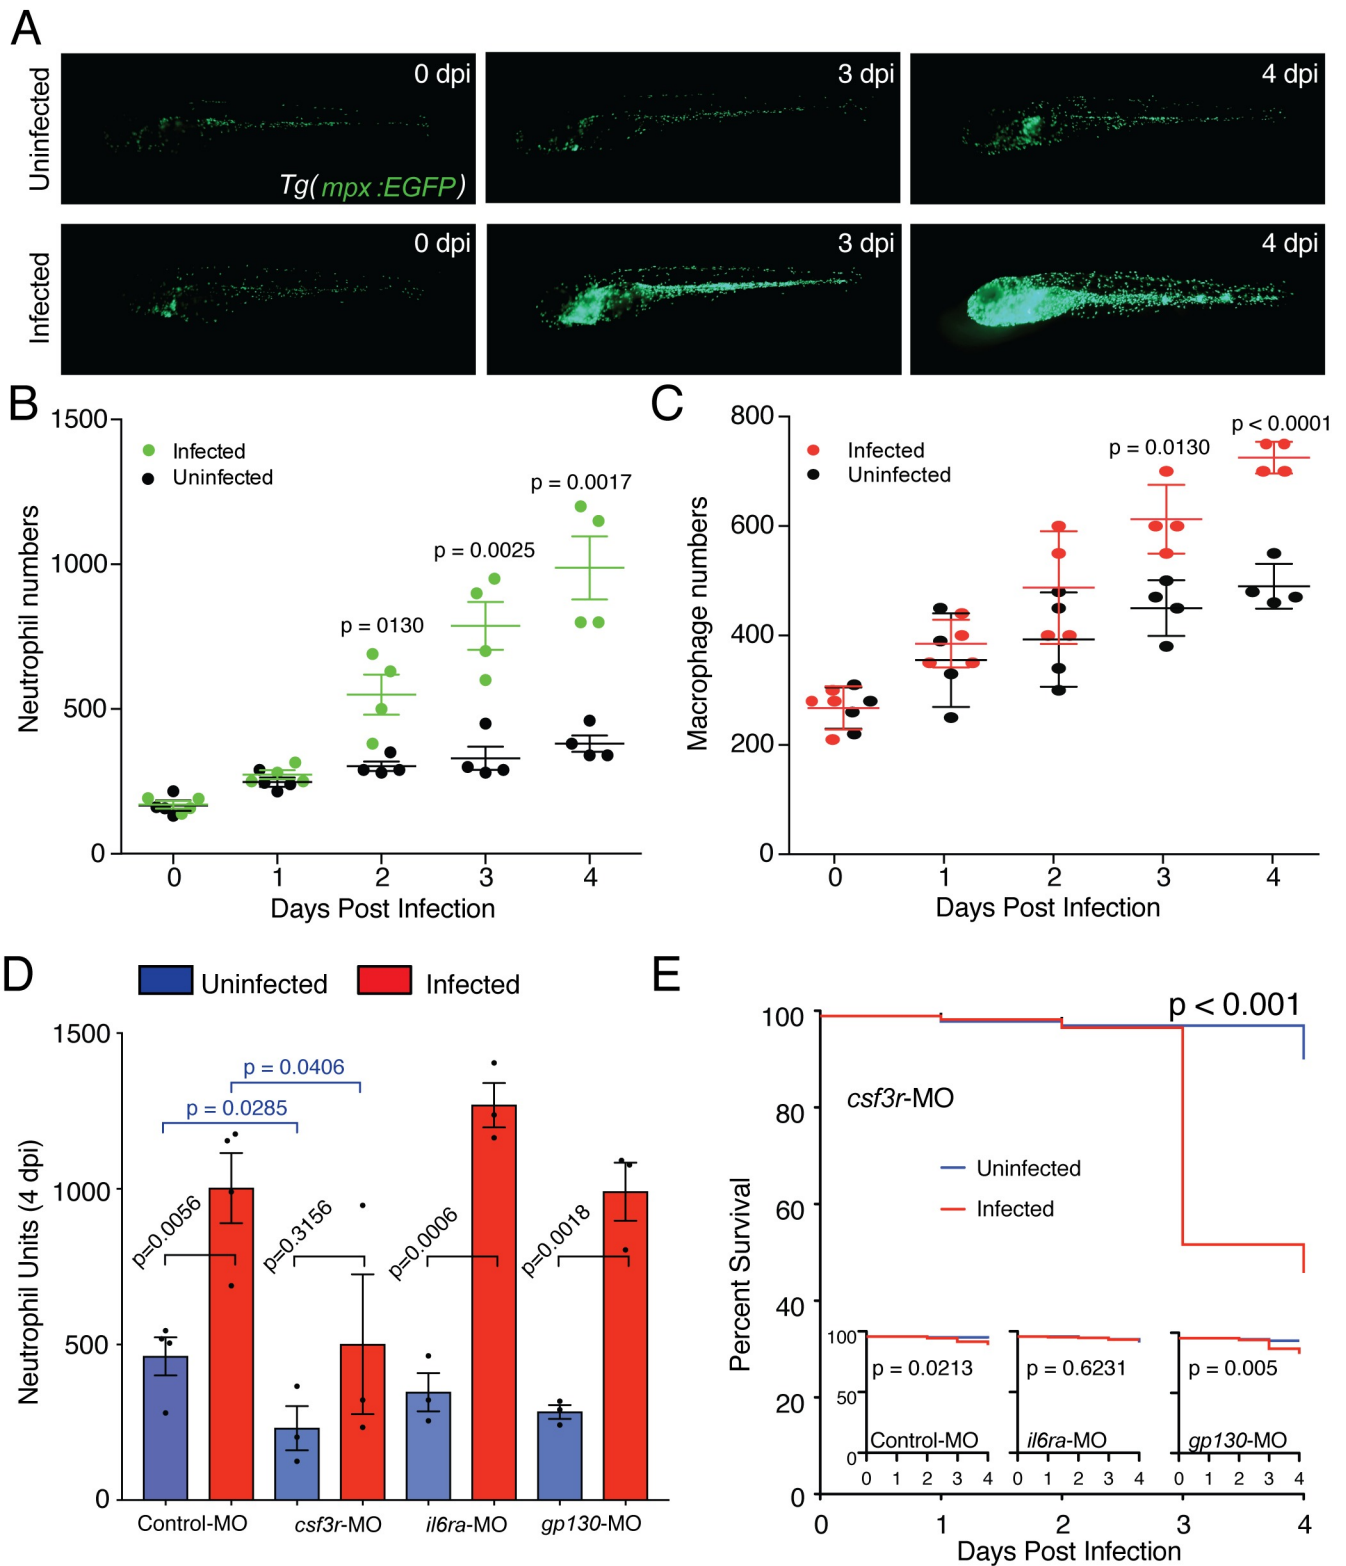 A
Uninfected
0 dpi
3 dpi
4 dpi
Tg(mpx:EGFP)
Infected
0 dpi
3 dpi
4 dpi
B
1500
1000
500
0
Neutrophil numbers
Infected
Uninfected
p = 0130
p = 0.0025
p = 0.0017
0 1 2 3 4
Days Post Infection
C
800
600
400
200
0
Macrophage numbers
Infected
Uninfected
p = 0.0130
p < 0.0001
0 1 2 3 4
Days Post Infection
D
Uninfected
Infected
1500
1000
500
0
Neutrophil Units (4 dpi)
p = 0.0406
p = 0.0285
p=0.0056
p=0.3156
p=0.0006
p=0.0018
Control-MO
csf3r-MO
il6ra-MO
gp130-MO
E
100
80
60
40
20
0
Percent Survival
p < 0.001
csf3r-MO
Uninfected
Infected
100
50
0
p = 0.0213
Control-MO
0 1 2 3 4
p = 0.6231
il6ra-MO
0 1 2 3 4
p = 0.005
gp130-MO
0 1 2 3 4
0 1 2 3 4
Days Post Infection